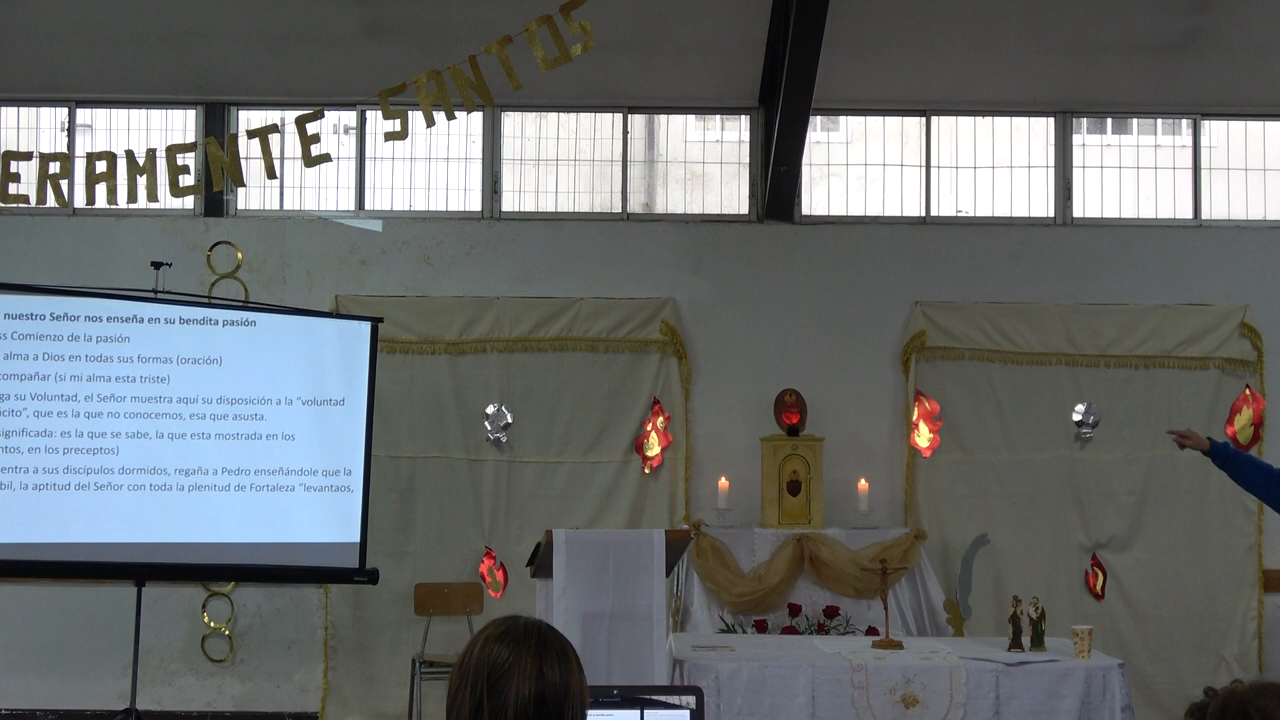 ERAMENTE SANTOS
nuestro Señor nos enseña en su bendita pasión
Comienzo de la pasión
alma a Dios en todas sus formas (oración)
compañar (si mi alma esta triste)
su Voluntad, el Señor muestra aquí su disposición a la “voluntad
que es la que no conocemos, esa que asusta.
significada: es la que se sabe, la que esta mostrada en los
en los preceptos)
entra a sus discípulos dormidos, regaña a Pedro enseñándole que la
la aptitud del Señor con toda la plenitud de Fortaleza “levantaos,